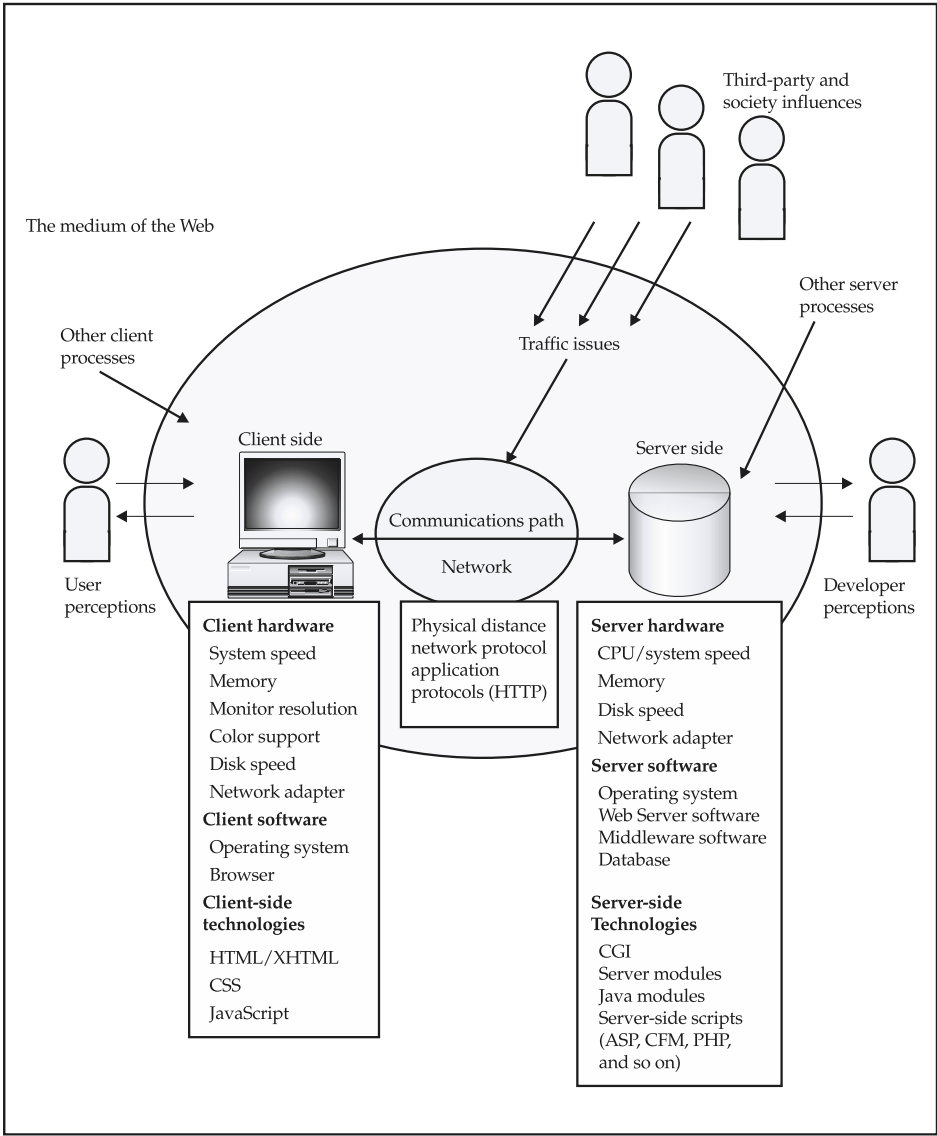 Third-party and
society influences
The medium of the Web
Other server
processes
Other client
processes
Traffic issues
Client side
Server side
Communications path
Network
User
perceptions
Developer
perceptions
Client hardware
System speed
Memory
Monitor resolution
Color support
Disk speed
Network adapter
Client software
Operating system
Browser
Client-side
technologies
HTML/XHTML
CSS
JavaScript
Physical distance
network protocol
application
protocols (HTTP)
Server hardware
CPU/system speed
Memory
Disk speed
Network adapter
Server software
Operating system
Web Server software
Middleware software
Database
Server-side
Technologies
CGI
Server modules
Java modules
Server-side scripts
(ASP, CFM, PHP,
and so on)